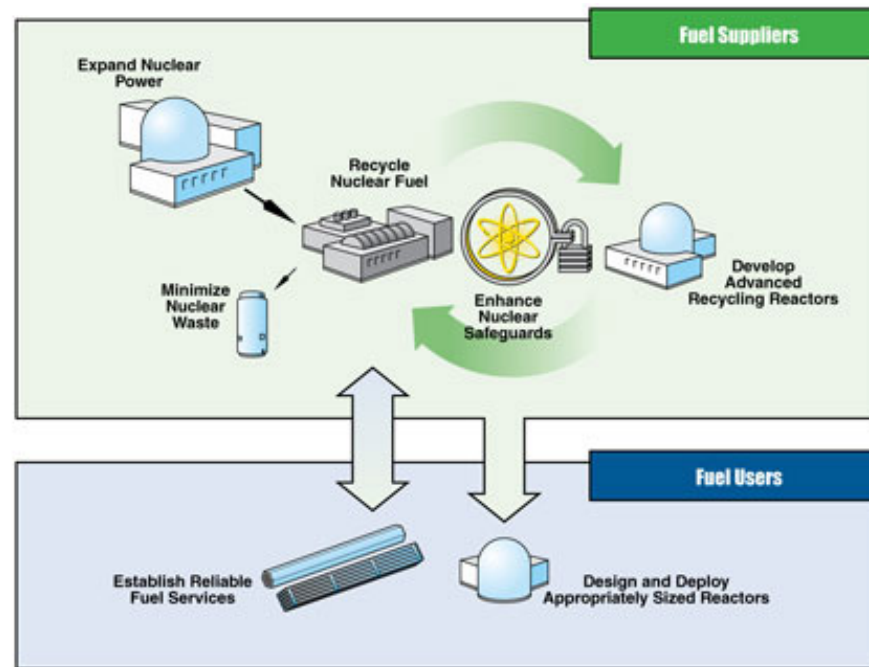 Fuel Suppliers
Expand Nuclear
Power
Recycle
Nuclear Fuel
Minimize
Nuclear
Waste
Enhance
Nuclear
Safeguards
Develop
Advanced
Recycling Reactors
Fuel Users
Establish Reliable
Fuel Services
Design and Deploy
Appropriately Sized Reactors